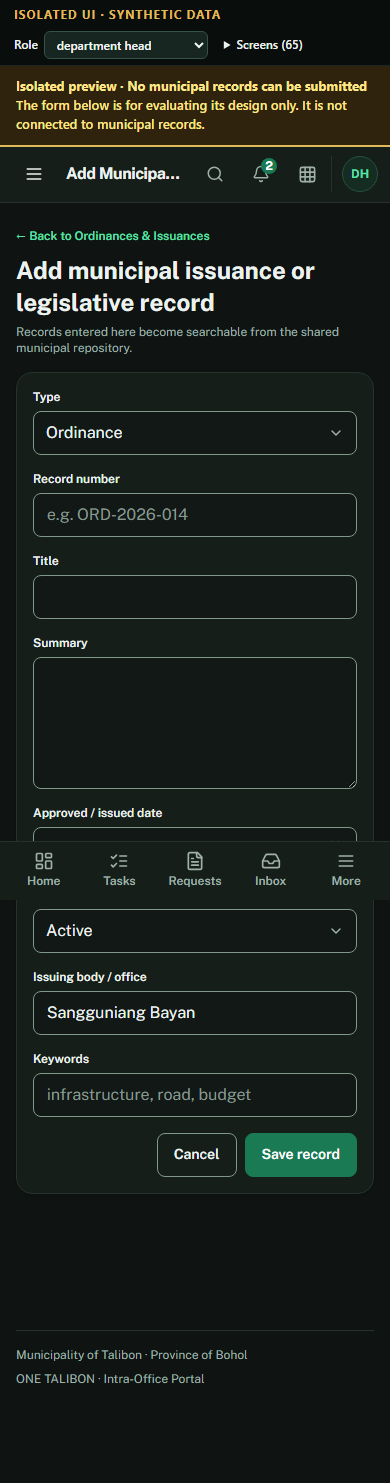 ISOLATED UI · SYNTHETIC DATA
Role
department head
▶ Screens (65)
Isolated preview · No municipal records can be submitted
The form below is for evaluating its design only. It is not
connected to municipal records.
Add Municipa...
2
DH
← Back to Ordinances & Issuances
Add municipal issuance or
legislative record
Records entered here become searchable from the shared
municipal repository.
Type
Ordinance
Record number
e.g. ORD-2026-014
Title
Summary
Approved / issued date
Home
Tasks
Requests
Inbox
More
Active
Issuing body / office
Sangguniang Bayan
Keywords
infrastructure, road, budget
Cancel
Save record
Municipality of Talibon · Province of Bohol
ONE TALIBON · Intra-Office Portal